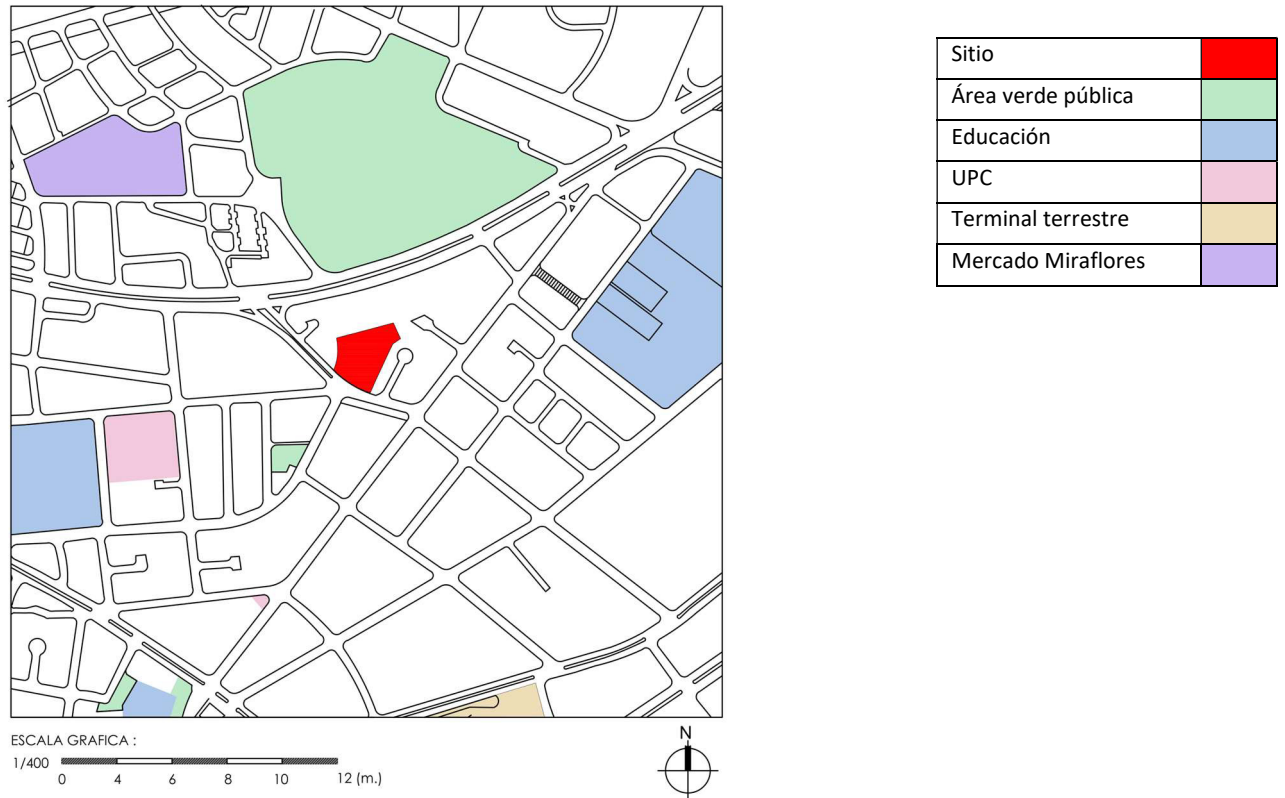 Sitio
Área verde pública
Educación
UPC
Terminal terrestre
Mercado Miraflores
ESCALA GRAFICA :
1/400
0 4 6 8 10 12 (m.)
N